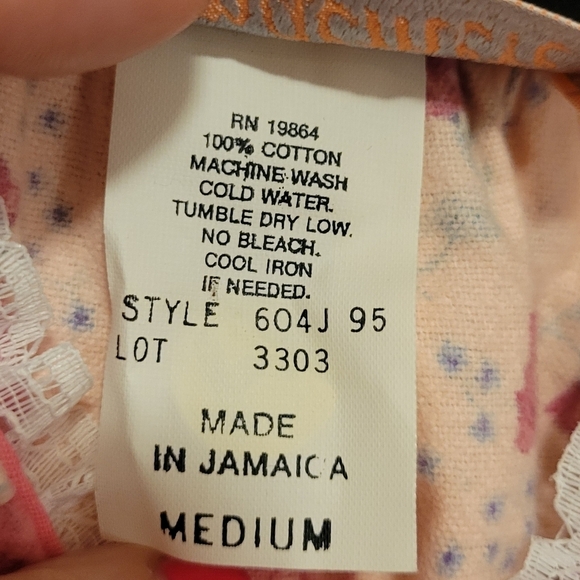 RN 19864
100% COTTON
MACHINE WASH
COLD WATER.
TUMBLE DRY LOW.
NO BLEACH.
COOL IRON
IF NEEDED.
STYLE 604J 95
LOT 3303
MADE
IN JAMAICA
MEDIUM